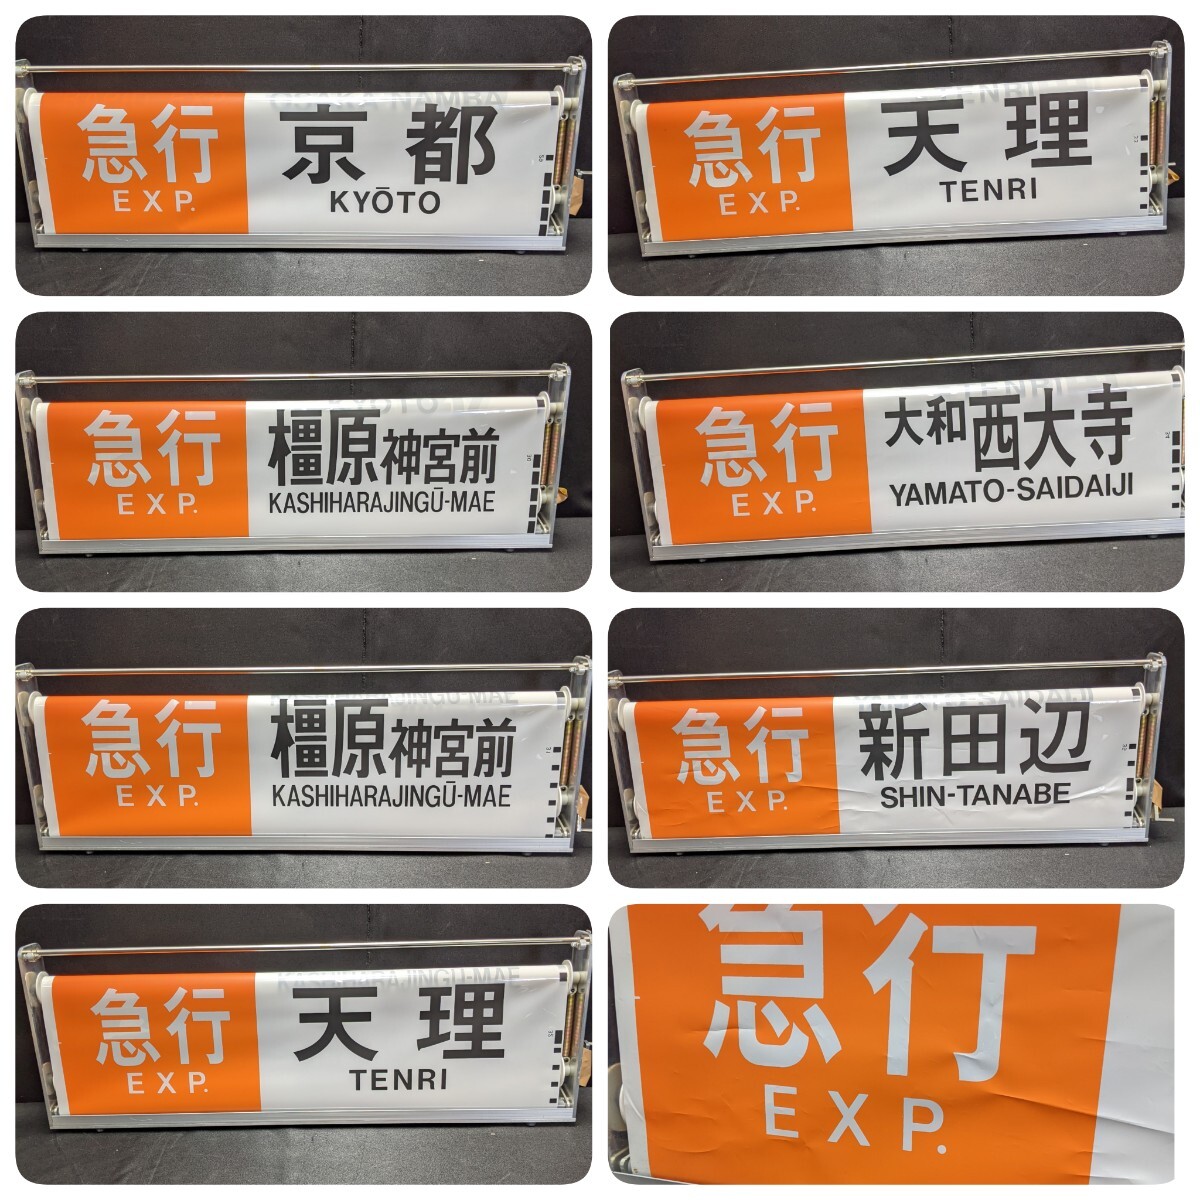 急行 京都
EXP. KYŌTO
急行 天理
EXP. TENRI
急行 橿原神宮前
EXP. KASHIHARAJINGŪ-MAE
急行 大和西大寺
EXP. YAMATO-SAIDAIJI
急行 橿原神宮前
EXP. KASHIHARAJINGŪ-MAE
急行 新田辺
EXP. SHIN-TANABE
急行 天理
EXP. TENRI
急行
EXP.